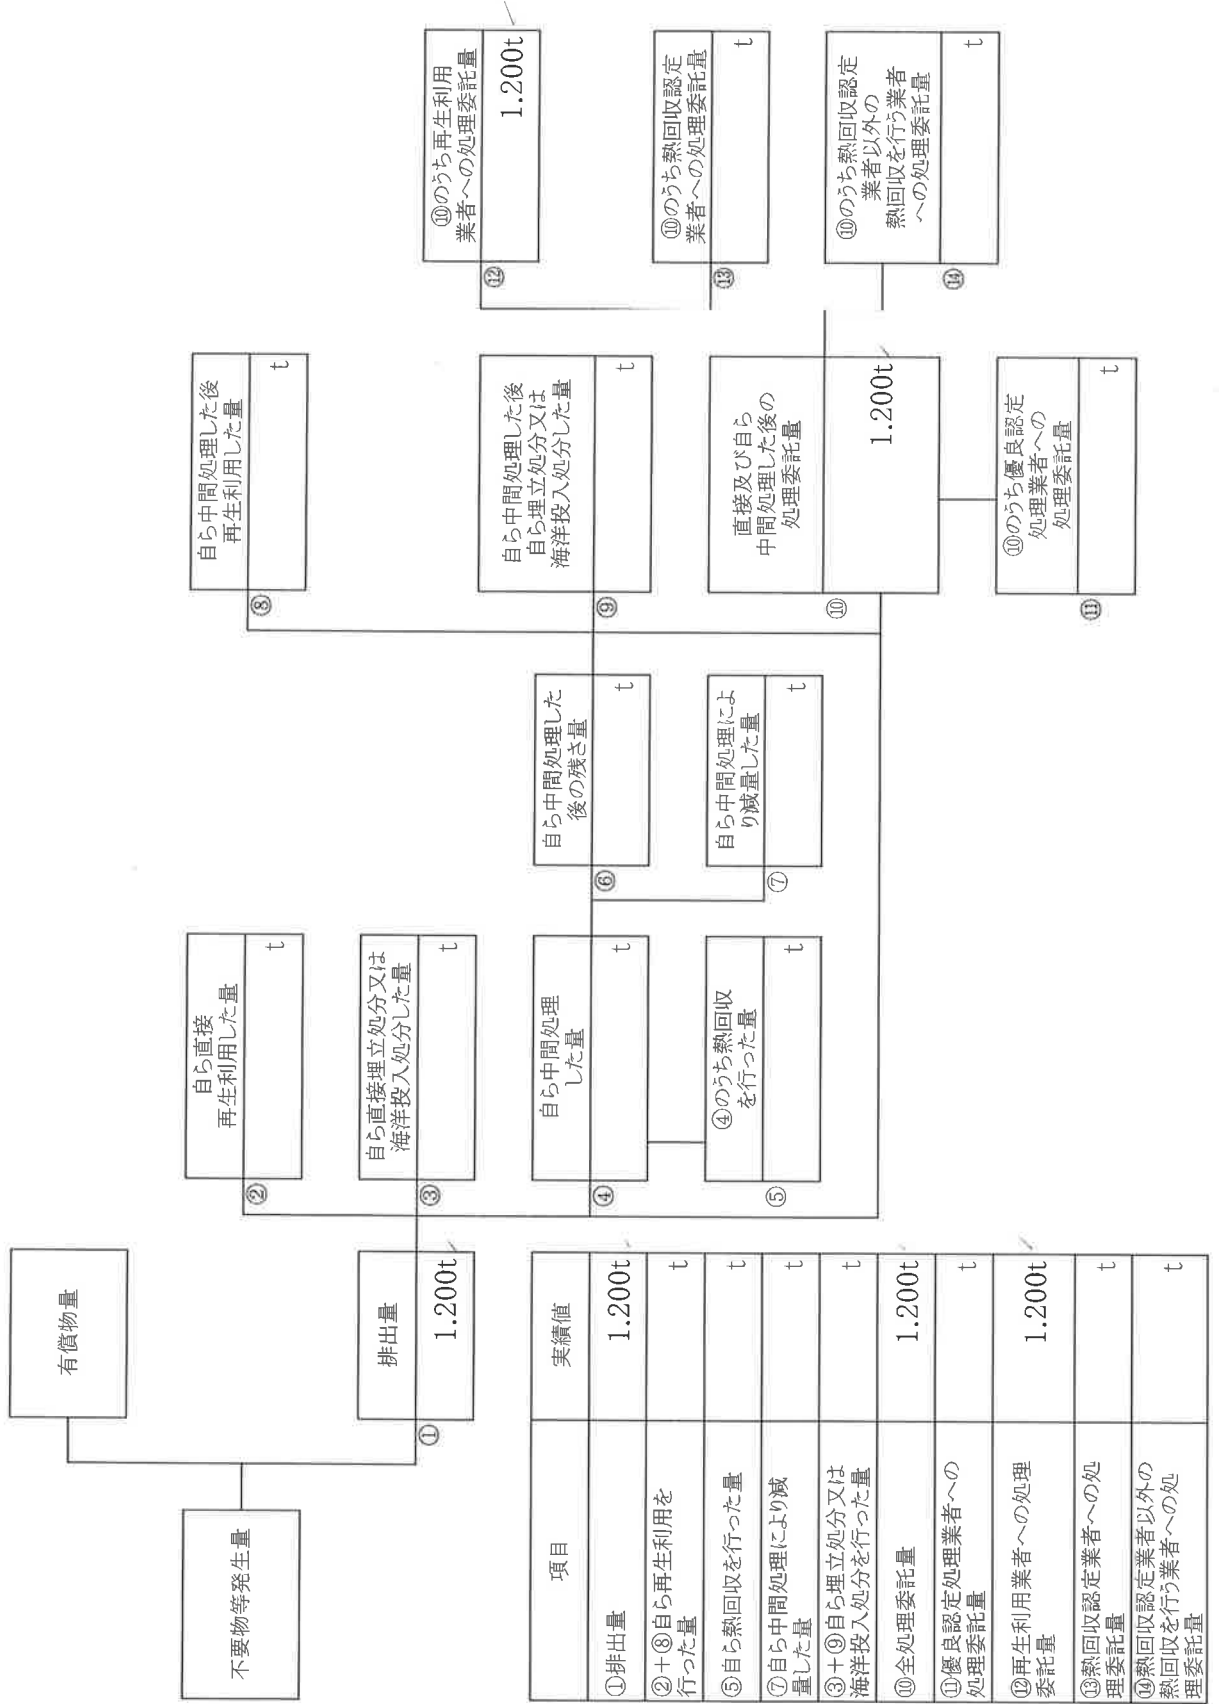 不要物等発生量
有償物量
①
排出量
1.200t
②
自ら直接
再生利用した量
t
③
自ら直接埋立処分又は
海洋投入処分した量
t
④
自ら中間処理
した量
t
⑤
④のうち熱回収
を行った量
t
⑥
自ら中間処理した
後の残さ量
t
⑦
自ら中間処理によ
り減量した量
t
⑧
自ら中間処理した後
再生利用した量
t
⑨
自ら中間処理した後
自ら埋立処分又は
海洋投入処分した量
t
⑩
直接及び自ら
中間処理した後の
処理委託量
1.200t
⑪
⑩のうち優良認定
処理業者への
処理委託量
t
⑫
⑩のうち再生利用
業者への処理委託量
1.200t
⑬
⑩のうち熱回収認定
業者への処理委託量
t
⑭
⑩のうち熱回収認定
業者以外の
熱回収を行う業者
への処理委託量
t
項目 実績値
①排出量 1.200t
②+⑧自ら再生利用を
行った量 t
⑤自ら熱回収を行った量 t
⑦自ら中間処理により減
量した量 t
③+⑨自ら埋立処分又は
海洋投入処分を行った量 t
⑩全処理委託量 1.200t
⑪優良認定処理業者への
処理委託量 t
⑫再生利用業者への処理
委託量 1.200t
⑬熱回収認定業者への処
理委託量 t
⑭熱回収認定業者以外の
熱回収を行う業者への処
理委託量 t